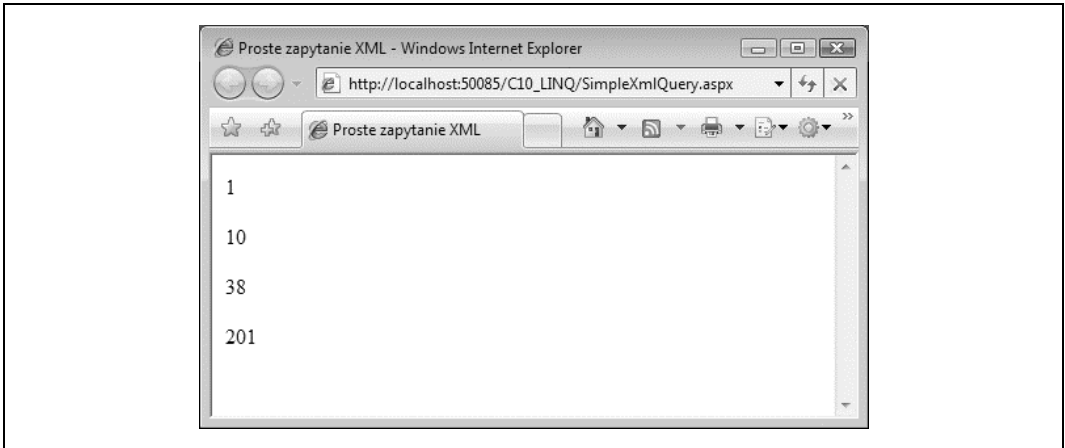 Proste zapytanie XML - Windows Internet Explorer
http://localhost:50085/C10_LINQ/SimpleXmlQuery.aspx
Proste zapytanie XML
1
10
38
201